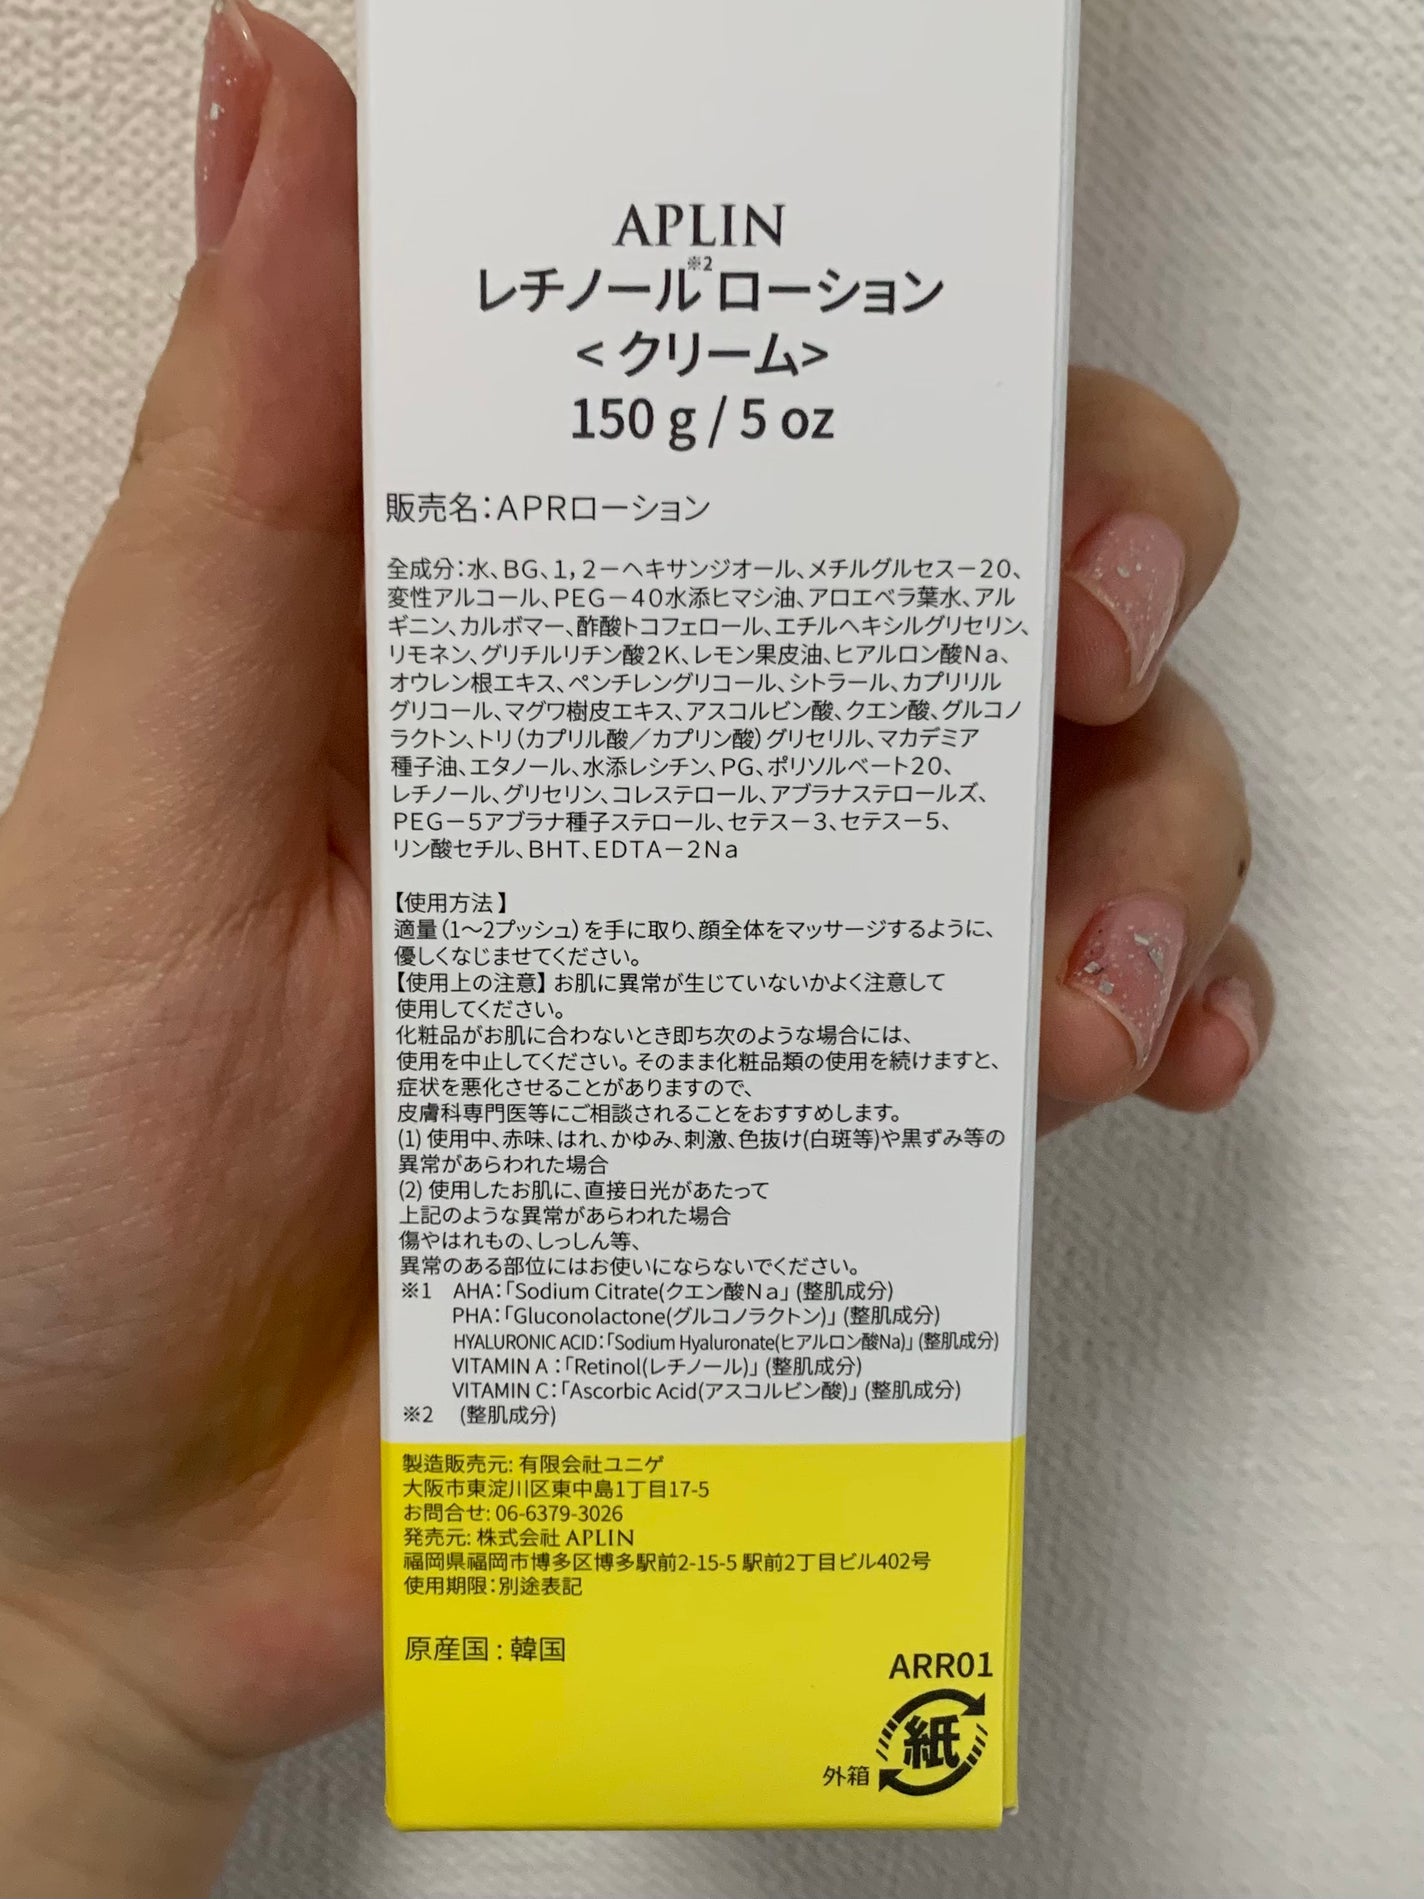 APLIN
レチノール※2ローション
<クリーム>
150 g / 5 oz
販売名：APRローション
全成分：水、BG、1，2－ヘキサンジオール、メチルグルセス－20、
変性アルコール、PEG－40水添ヒマシ油、アロエベラ葉水、アル
ギニン、カルボマー、酢酸トコフェロール、エチルヘキシルグリセリン、
リモネン、グリチルリチン酸2K、レモン果皮油、ヒアルロン酸Na、
オウレン根エキス、ペンチレングリコール、シトラール、カプリリル
グリコール、マグワ樹皮エキス、アスコルビン酸、クエン酸、グルコノ
ラクトン、トリ（カプリル酸／カプリン酸）グリセリル、マカデミア
種子油、エタノール、水添レシチン、PG、ポリソルベート20、
レチノール、グリセリン、コレステロール、アブラナステロールズ、
PEG－5アブラナ種子ステロール、セテス－3、セテス－5、
リン酸セチル、BHT、EDTA－2Na
【使用方法】
適量（1～2プッシュ）を手に取り、顔全体をマッサージするように、
優しくなじませてください。
【使用上の注意】お肌に異常が生じていないかよく注意して
使用してください。
化粧品がお肌に合わないとき即ち次のような場合には、
使用を中止してください。そのまま化粧品類の使用を続けますと、
症状を悪化させることがありますので、
皮膚科専門医等にご相談されることをおすすめします。
(1) 使用中、赤味、はれ、かゆみ、刺激、色抜け(白斑等)や黒ずみ等の
異常があらわれた場合
(2) 使用したお肌に、直接日光があたって
上記のような異常があらわれた場合
傷やはれもの、しっしん等、
異常のある部位にはお使いにならないでください。
※1 AHA：「Sodium Citrate(クエン酸Na」(整肌成分)
PHA：「Gluconolactone(グルコノラクトン)」(整肌成分)
HYALURONIC ACID：「Sodium Hyaluronate(ヒアルロン酸Na)」(整肌成分)
VITAMIN A：「Retinol(レチノール)」(整肌成分)
VITAMIN C：「Ascorbic Acid(アスコルビン酸)」(整肌成分)
※2 (整肌成分)
製造販売元: 有限会社ユニゲ
大阪市東淀川区東中島1丁目17-5
お問合せ: 06-6379-3026
発売元: 株式会社 APLIN
福岡県福岡市博多区博多駅前2-15-5 駅前2丁目ビル402号
使用期限：別途表記
原産国：韓国
ARR01
紙
外箱